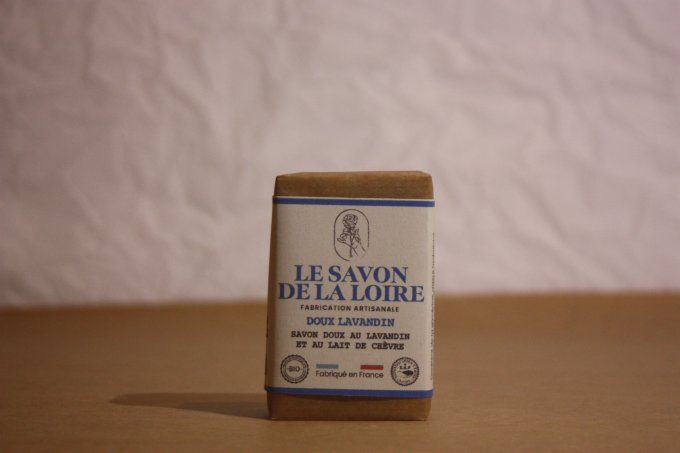 LE SAVON
DE LA LOIRE
FABRICATION ARTISANALE
DOUX LAVANDIN
SAVON DOUX AU LAVANDIN
ET AU LAIT DE CHÈVRE
BIO
Fabriqué en France